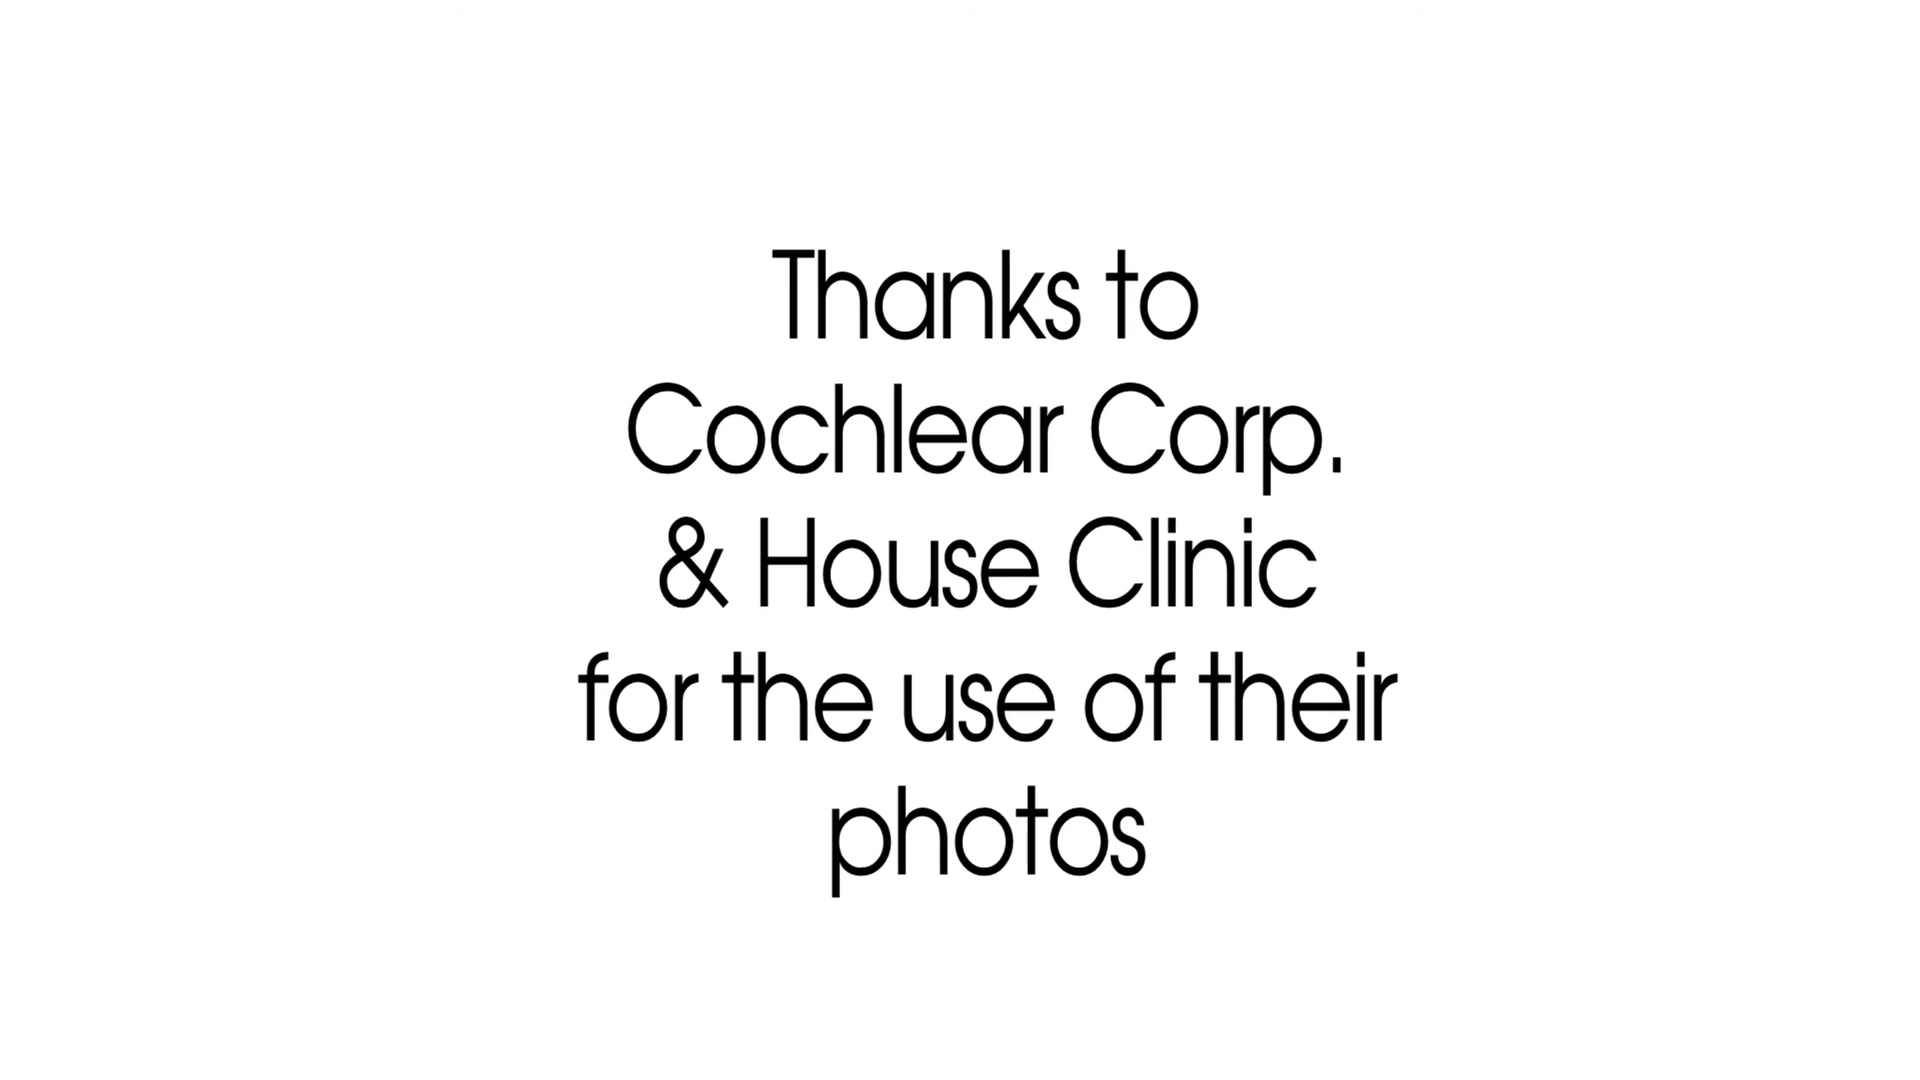 Thanks to
Cochlear Corp.
& House Clinic
for the use of their
photos